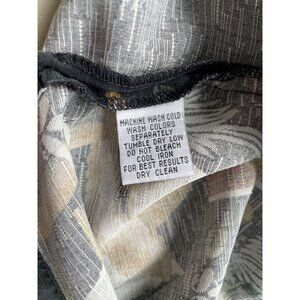 MACHINE WASH COLD
WASH COLORS
SEPARATELY
TUMBLE DRY LOW
DO NOT BLEACH
COOL IRON
FOR BEST RESULTS
DRY CLEAN